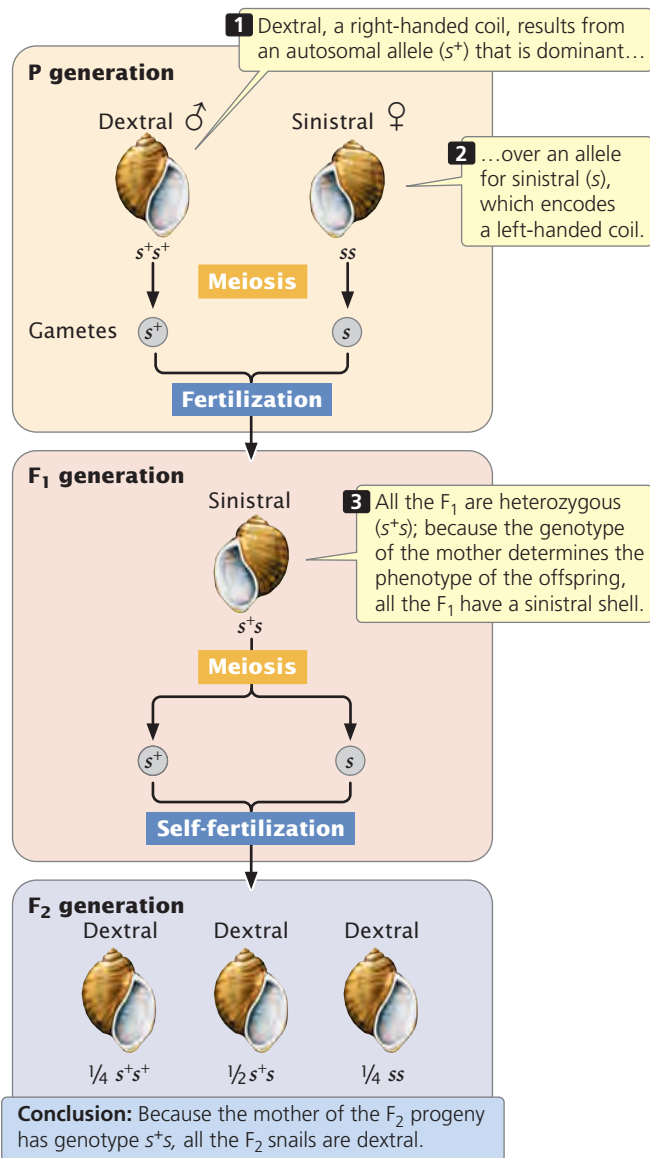 1 Dextral, a right-handed coil, results from
an autosomal allele (s⁺) that is dominant…
P generation
Dextral ♂
Sinistral ♀
2 …over an allele
for sinistral (s),
which encodes
a left-handed coil.
s⁺s⁺
ss
Meiosis
Gametes
s⁺
s
Fertilization
F₁ generation
Sinistral
3 All the F₁ are heterozygous
(s⁺s); because the genotype
of the mother determines the
phenotype of the offspring,
all the F₁ have a sinistral shell.
s⁺s
Meiosis
s⁺
s
Self-fertilization
F₂ generation
Dextral
Dextral
Dextral
¼ s⁺s⁺
½ s⁺s
¼ ss
Conclusion: Because the mother of the F₂ progeny
has genotype s⁺s, all the F₂ snails are dextral.